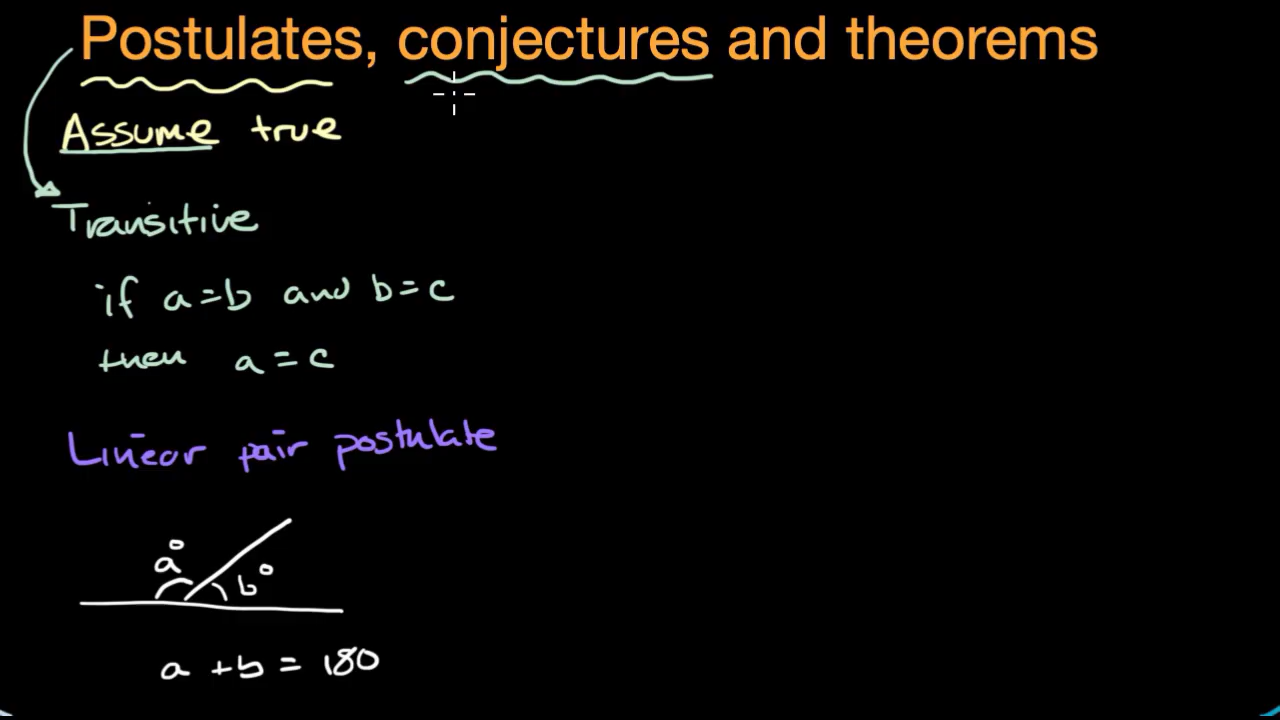 Postulates, conjectures and theorems
Assume true
Transitive
if a=b and b=c
then a=c
Linear pair postulate
a° b°
a+b=180